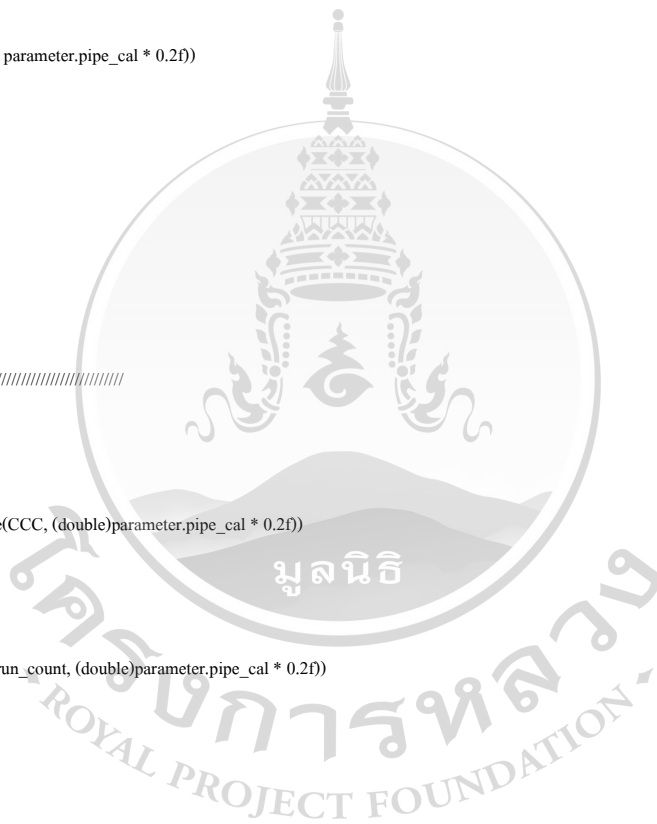 parameter.pipe_cal * 0.2f))
//////////////////////////
e(CCC, (double)parameter.pipe_cal * 0.2f))
มูลนิธิ
run_count, (double)parameter.pipe_cal * 0.2f))
โครงการหลวง
ROYAL PROJECT FOUNDATION